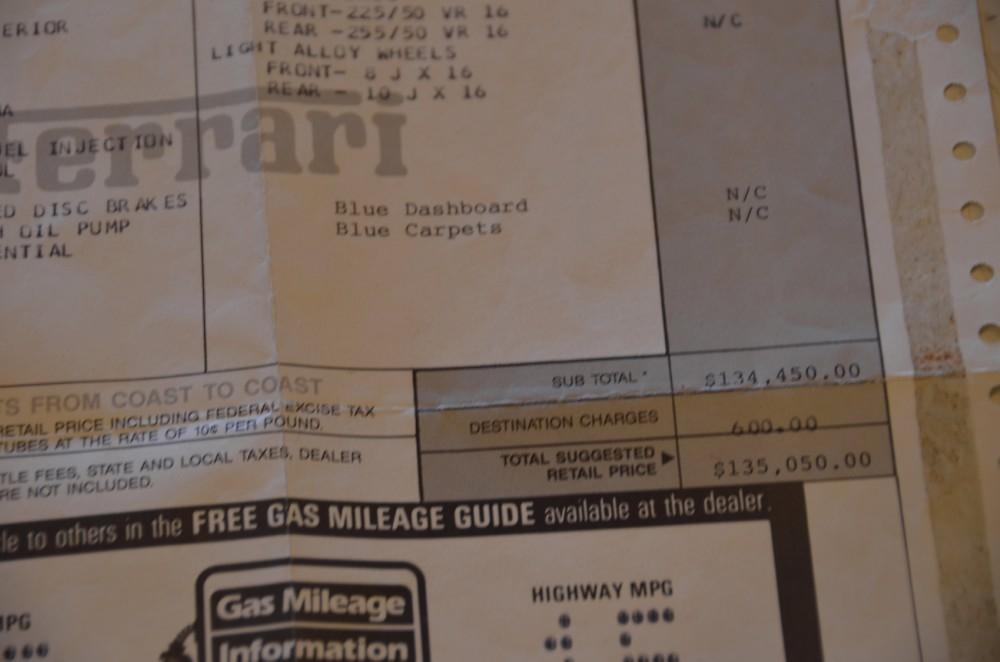 FRONT-225/50 VR 16
ERIOR
REAR -255/50 VR 16
N/C
LIGHT ALLOY WHEELS
FRONT- 8 J X 16
REAR - 10 J X 16
Ferrari
EL INJECTION
ED DISC BRAKES
OIL PUMP
ENTIAL
Blue Dashboard
N/C
Blue Carpets
N/C
SUB TOTAL*
$134,450.00
S FROM COAST TO COAST
RETAIL PRICE INCLUDING FEDERAL EXCISE TAX
TUBES AT THE RATE OF 10¢ PER POUND.
DESTINATION CHARGES
600.00
TLE FEES, STATE AND LOCAL TAXES, DEALER
RE NOT INCLUDED.
TOTAL SUGGESTED
RETAIL PRICE
$135,050.00
le to others in the FREE GAS MILEAGE GUIDE available at the dealer.
MPG
Gas Mileage
Information
HIGHWAY MPG